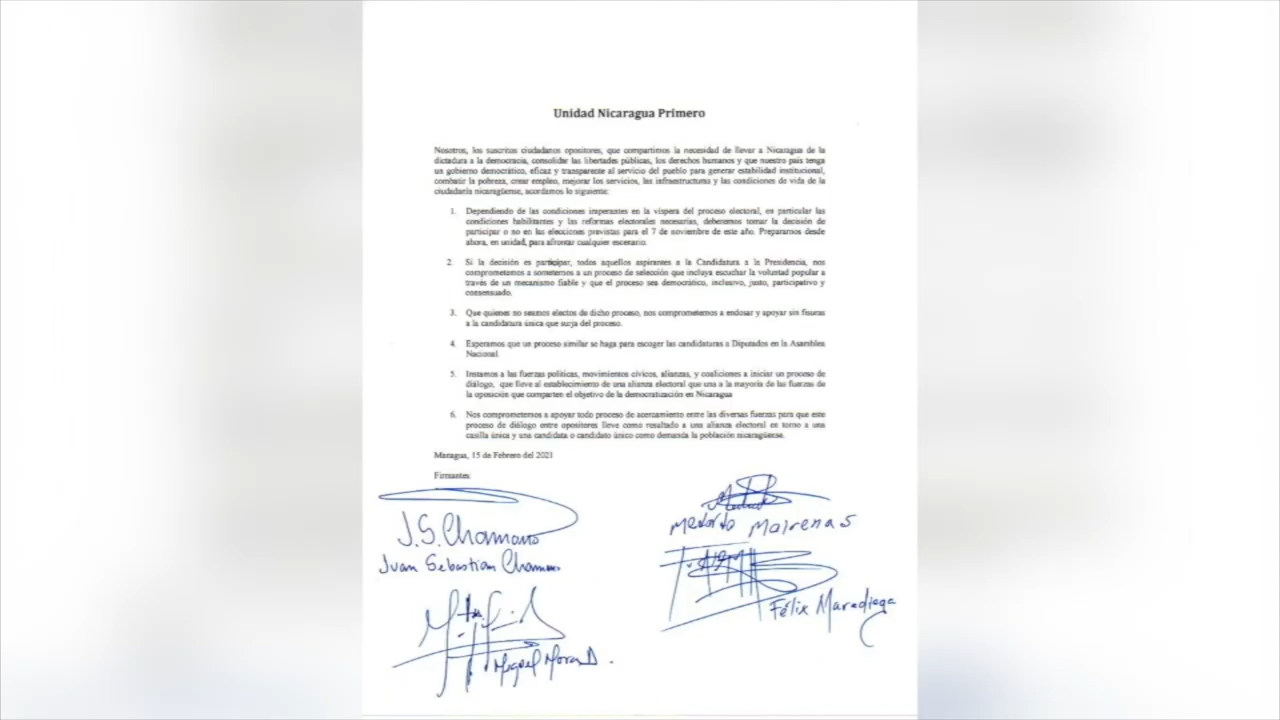 Unidad Nicaragua Primero
Nosotros, los suscritos ciudadanos opositores, que compartimos la necesidad de llevar a Nicaragua de la
dictadura a la democracia, consolidar las libertades públicas, los derechos humanos y que nuestro país tenga
un gobierno democrático, eficaz y transparente al servicio del pueblo para generar estabilidad institucional,
combatir la pobreza, crear empleo, mejorar los servicios, las infraestructuras y las condiciones de vida de la
ciudadanía nicaragüense, acordamos lo siguiente:
1. Dependiendo de las condiciones imperantes en la víspera del proceso electoral, en particular las
condiciones habilitantes y las reformas electorales necesarias, deberemos tomar la decisión de
participar o no en las elecciones previstas para el 7 de noviembre de este año. Prepararnos desde
ahora, en unidad, para afrontar cualquier escenario.
2. Si la decisión es participar, todos aquellos aspirantes a la Candidatura a la Presidencia, nos
comprometemos a someternos a un proceso de selección que incluya escuchar la voluntad popular a
través de un mecanismo fiable y que el proceso sea democrático, inclusivo, justo, participativo y
consensuado.
3. Que quienes no seamos electos de dicho proceso, nos comprometemos a endosar y apoyar sin fisuras
a la candidatura única que surja del proceso.
4. Esperamos que un proceso similar se haga para escoger las candidaturas a Diputados en la Asamblea
Nacional.
5. Instamos a las fuerzas políticas, movimientos cívicos, alianzas, y coaliciones a iniciar un proceso de
diálogo, que lleve al establecimiento de una alianza electoral que una a la mayoría de las fuerzas de
la oposición que comparten el objetivo de la democratización en Nicaragua
6. Nos comprometemos a apoyar todo proceso de acercamiento entre las diversas fuerzas para que este
proceso de diálogo entre opositores lleve como resultado a una alianza electoral en torno a una
casilla única y una candidata o candidato único como demanda la población nicaragüense.
Managua, 15 de Febrero del 2021
Firmantes:
J.S. Chamorro
Juan Sebastian Chamorro
Medardo Mairenas
Félix Maradiaga
Miguel Mora D.